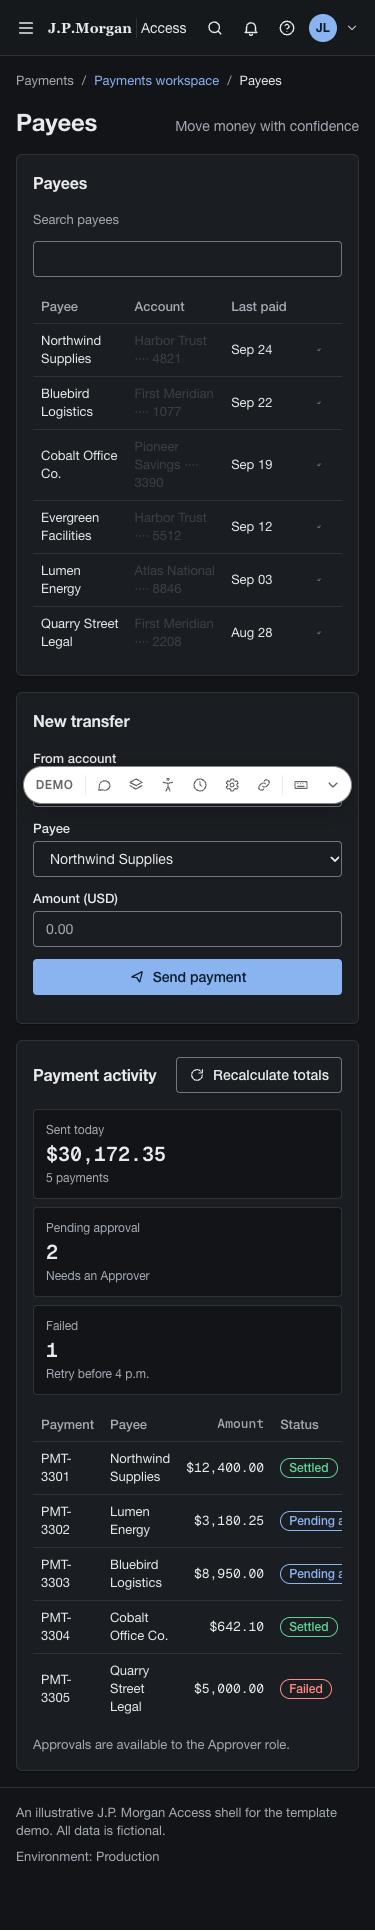 J.P.Morgan Access JL
Payments / Payments workspace / Payees
Payees Move money with confidence
Payees
Search payees
Payee Account Last paid
Northwind Supplies Harbor Trust ···· 4821 Sep 24
Bluebird Logistics First Meridian ···· 1077 Sep 22
Cobalt Office Co. Pioneer Savings ···· 3390 Sep 19
Evergreen Facilities Harbor Trust ···· 5512 Sep 12
Lumen Energy Atlas National ···· 8846 Sep 03
Quarry Street Legal First Meridian ···· 2208 Aug 28
New transfer
From account
DEMO
Payee
Northwind Supplies
Amount (USD)
0.00
Send payment
Payment activity Recalculate totals
Sent today
$30,172.35
5 payments
Pending approval
2
Needs an Approver
Failed
1
Retry before 4 p.m.
Payment Payee Amount Status
PMT-3301 Northwind Supplies $12,400.00 Settled
PMT-3302 Lumen Energy $3,180.25 Pending
PMT-3303 Bluebird Logistics $8,950.00 Pending
PMT-3304 Cobalt Office Co. $642.10 Settled
PMT-3305 Quarry Street Legal $5,000.00 Failed
Approvals are available to the Approver role.
An illustrative J.P. Morgan Access shell for the template
demo. All data is fictional.
Environment: Production